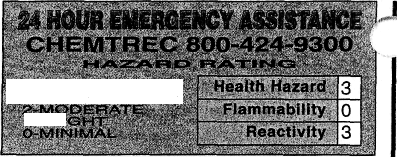 24 HOUR EMERGENCY ASSISTANCE
CHEMTREC 800-424-9300
HAZARD RATING
Health Hazard 3
2-MODERATE
Flammability 0
GHT
0-MINIMAL
Reactivity 3